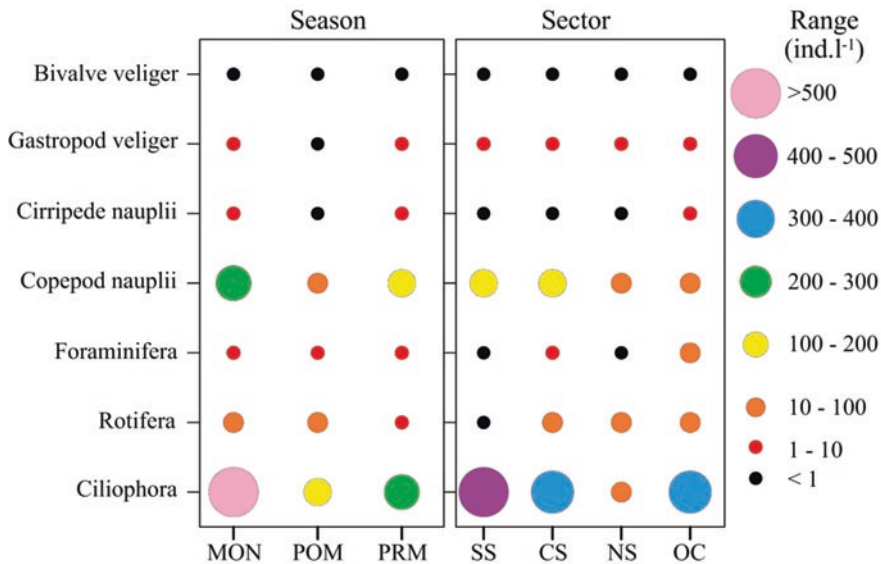 Season
Sector
Range
(ind.l⁻¹)
Bivalve veliger
Gastropod veliger
Cirripede nauplii
Copepod nauplii
Foraminifera
Rotifera
Ciliophora
>500
400 - 500
300 - 400
200 - 300
100 - 200
10 - 100
1 - 10
< 1
MON
POM
PRM
SS
CS
NS
OC